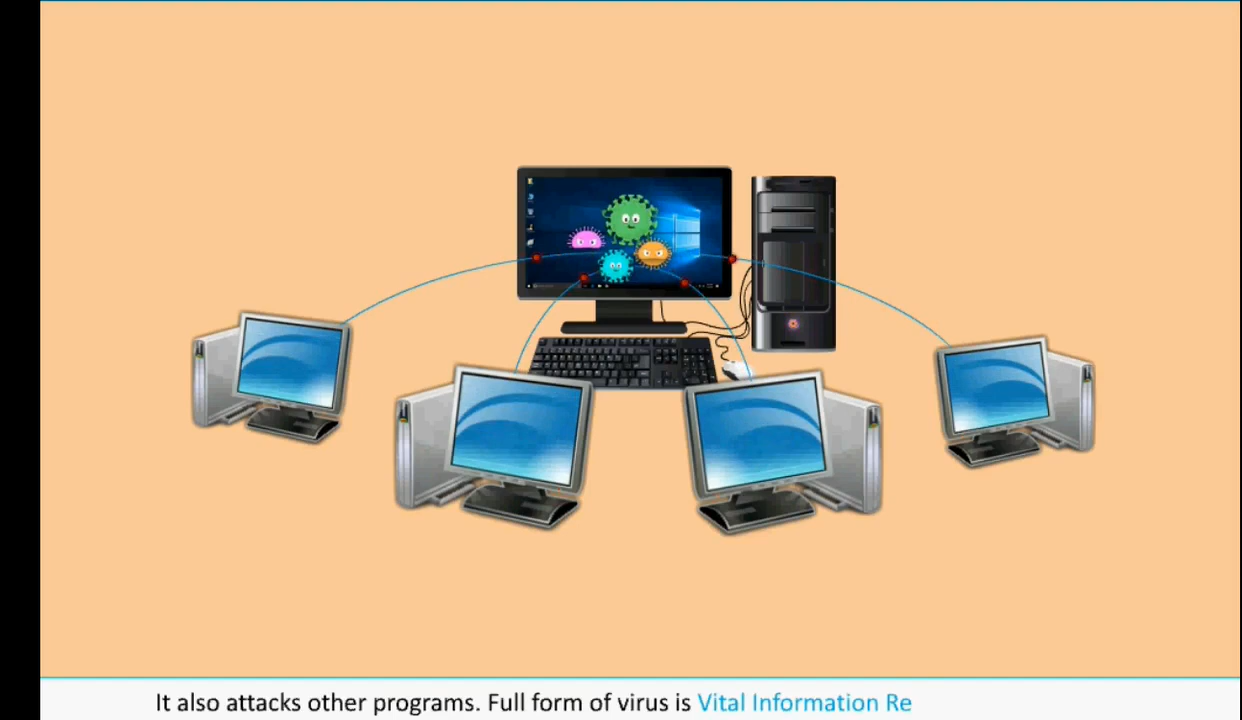 It also attacks other programs. Full form of virus is Vital Information Re